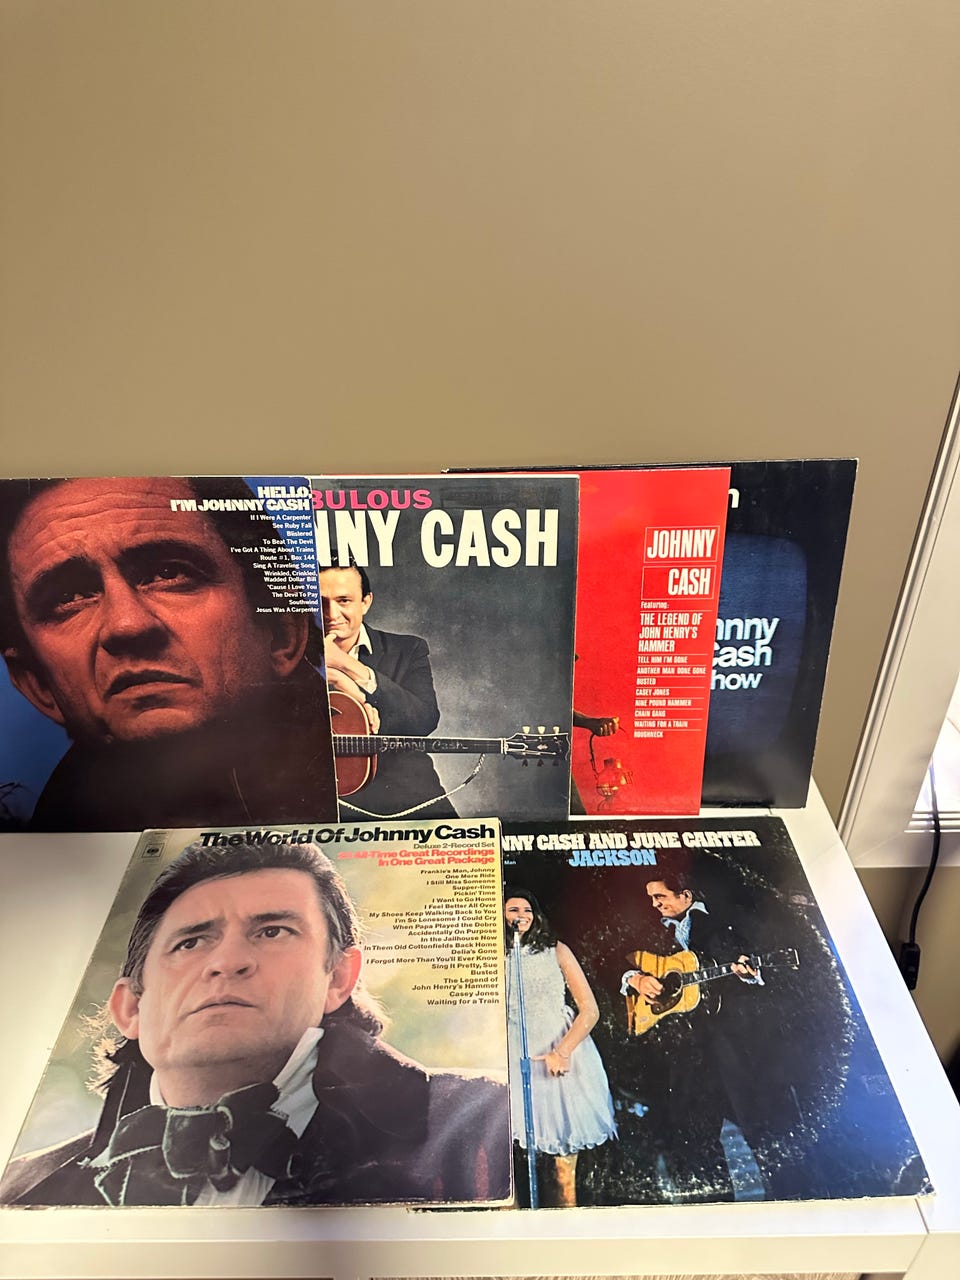 HELLO,
I'M JOHNNY CASH
If I Were A Carpenter
See Ruby Fall
Blistered
To Beat The Devil
I've Got A Thing About Trains
Route #1, Box 144
Sing A Traveling Song
Wrinkled, Crinkled,
Wadded Dollar Bill
'Cause I Love You
The Devil To Pay
Southwind
Jesus Was A Carpenter
BULOUS
NNY CASH
Johnny Cash
JOHNNY
CASH
Featuring:
THE LEGEND OF
JOHN HENRY'S
HAMMER
TELL HIM I'M GONE
ANOTHER MAN DONE GONE
BUSTED
CASEY JONES
NINE POUND HAMMER
CHAIN GANG
WAITING FOR A TRAIN
ROUGHNECK
n
hnny
Cash
how
The World Of Johnny Cash
Deluxe 2-Record Set
All-Time Great Recordings
In One Great Package
Frankie's Man, Johnny
One More Ride
I Still Miss Someone
Supper-time
Pickin' Time
I Want to Go Home
I Feel Better All Over
My Shoes Keep Walking Back to You
I'm So Lonesome I Could Cry
When Papa Played the Dobro
Accidentally On Purpose
In the Jailhouse Now
In Them Old Cottonfields Back Home
Delia's Gone
I Forgot More Than You'll Ever Know
Sing It Pretty, Sue
Busted
The Legend of
John Henry's Hammer
Casey Jones
Waiting for a Train
NNY CASH AND JUNE CARTER
JACKSON
Man